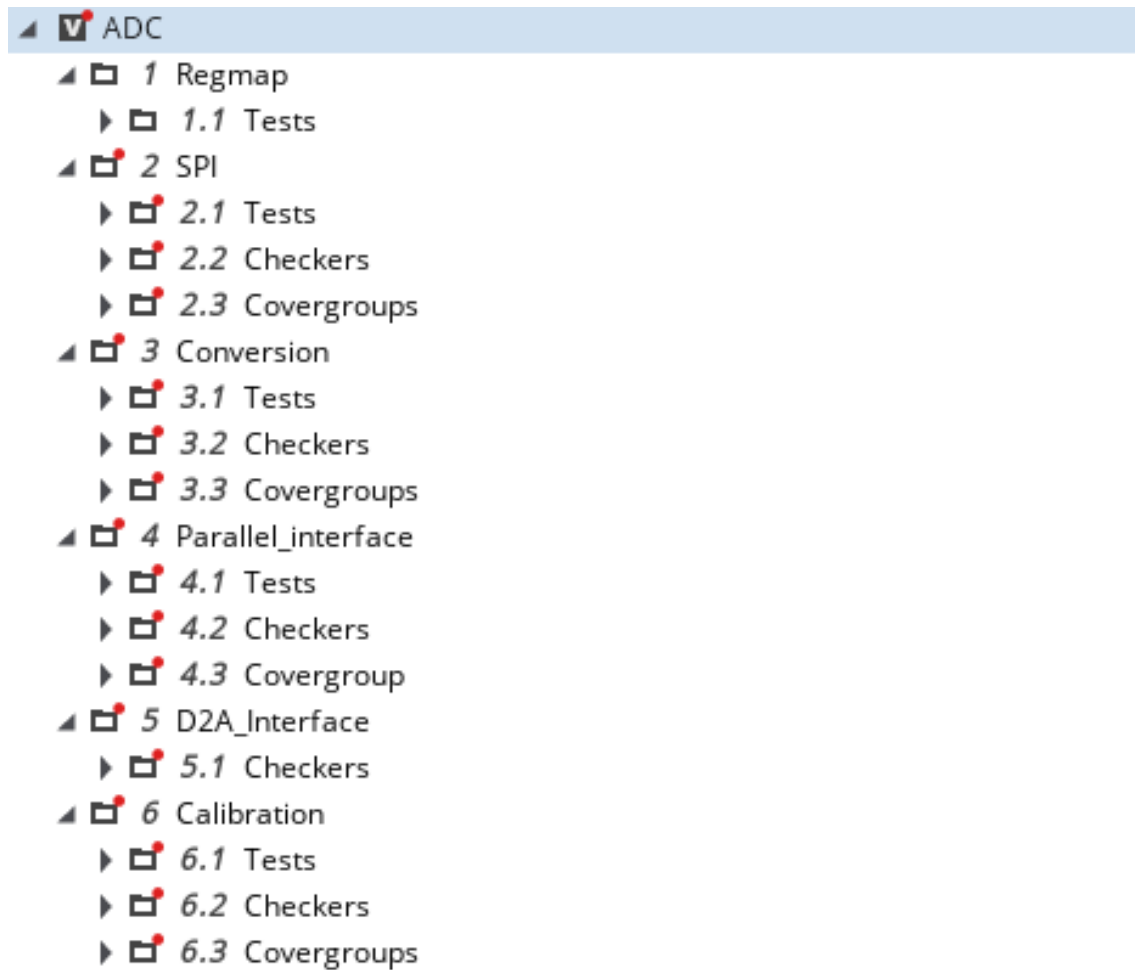 V ADC
1 Regmap
1.1 Tests
2 SPI
2.1 Tests
2.2 Checkers
2.3 Covergroups
3 Conversion
3.1 Tests
3.2 Checkers
3.3 Covergroups
4 Parallel_interface
4.1 Tests
4.2 Checkers
4.3 Covergroup
5 D2A_Interface
5.1 Checkers
6 Calibration
6.1 Tests
6.2 Checkers
6.3 Covergroups